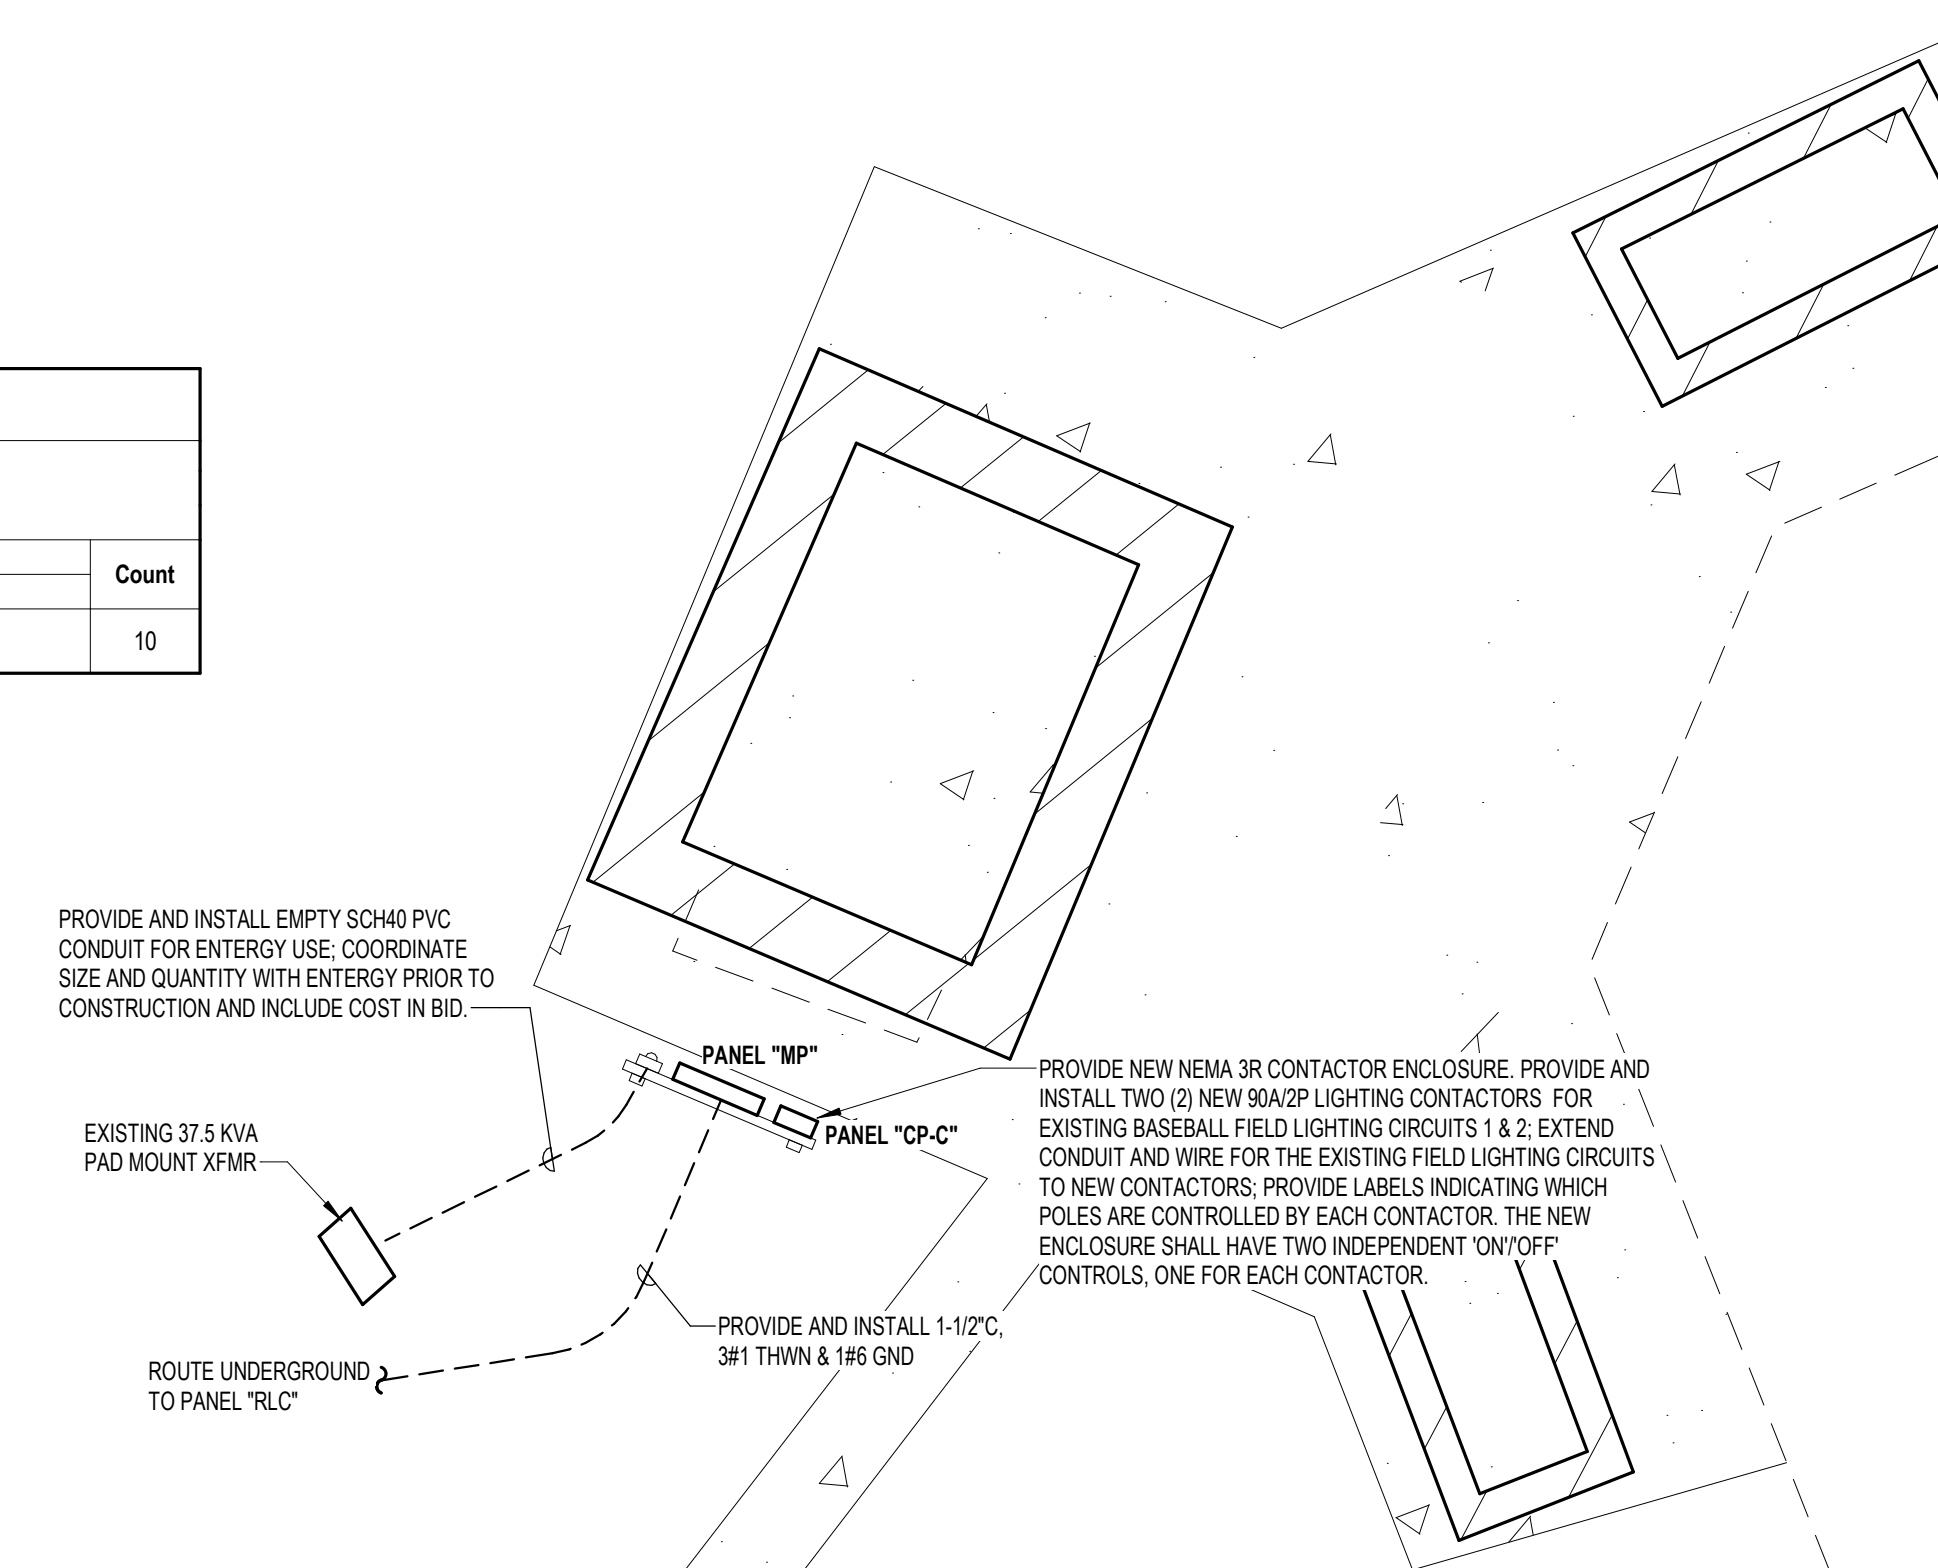 Count
10
PROVIDE AND INSTALL EMPTY SCH40 PVC
CONDUIT FOR ENTERGY USE; COORDINATE
SIZE AND QUANTITY WITH ENTERGY PRIOR TO
CONSTRUCTION AND INCLUDE COST IN BID.
PANEL "MP"
PANEL "CP-C"
PROVIDE NEW NEMA 3R CONTACTOR ENCLOSURE. PROVIDE AND
INSTALL TWO (2) NEW 90A/2P LIGHTING CONTACTORS  FOR
EXISTING BASEBALL FIELD LIGHTING CIRCUITS 1 & 2; EXTEND
CONDUIT AND WIRE FOR THE EXISTING FIELD LIGHTING CIRCUITS
TO NEW CONTACTORS; PROVIDE LABELS INDICATING WHICH
POLES ARE CONTROLLED BY EACH CONTACTOR. THE NEW
ENCLOSURE SHALL HAVE TWO INDEPENDENT 'ON'/'OFF'
CONTROLS, ONE FOR EACH CONTACTOR.
EXISTING 37.5 KVA
PAD MOUNT XFMR
PROVIDE AND INSTALL 1-1/2"C,
3#1 THWN & 1#6 GND
ROUTE UNDERGROUND
TO PANEL "RLC"